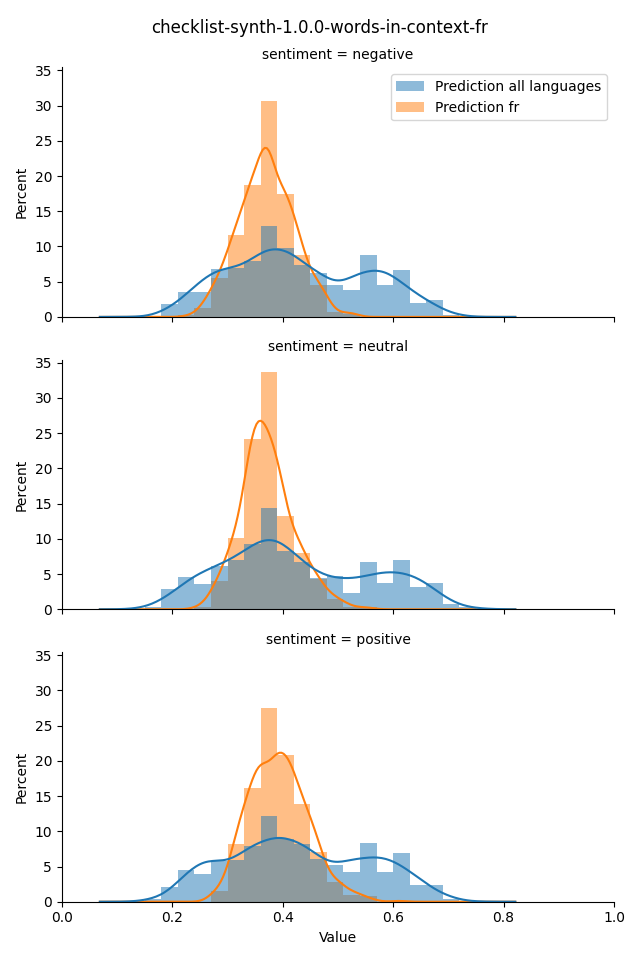 checklist-synth-1.0.0-words-in-context-fr
sentiment = negative
35
30
25
20
15
10
5
0
Percent
Prediction all languages
Prediction fr
sentiment = neutral
35
30
25
20
15
10
5
0
Percent
sentiment = positive
35
30
25
20
15
10
5
0
Percent
0.0 0.2 0.4 0.6 0.8 1.0
Value